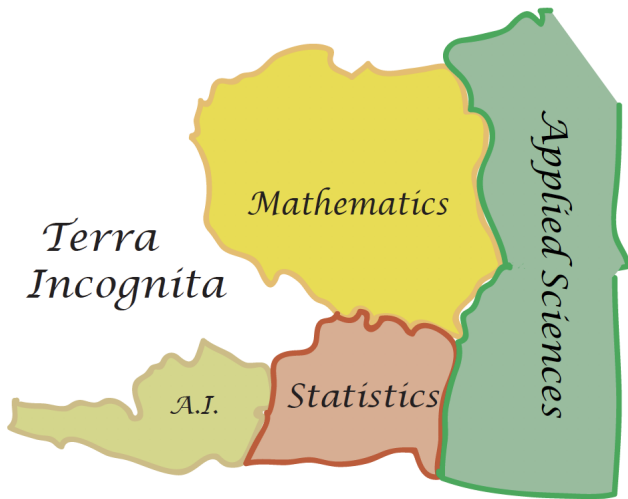 Mathematics
Applied Sciences
Terra
Incognita
A.I.
Statistics